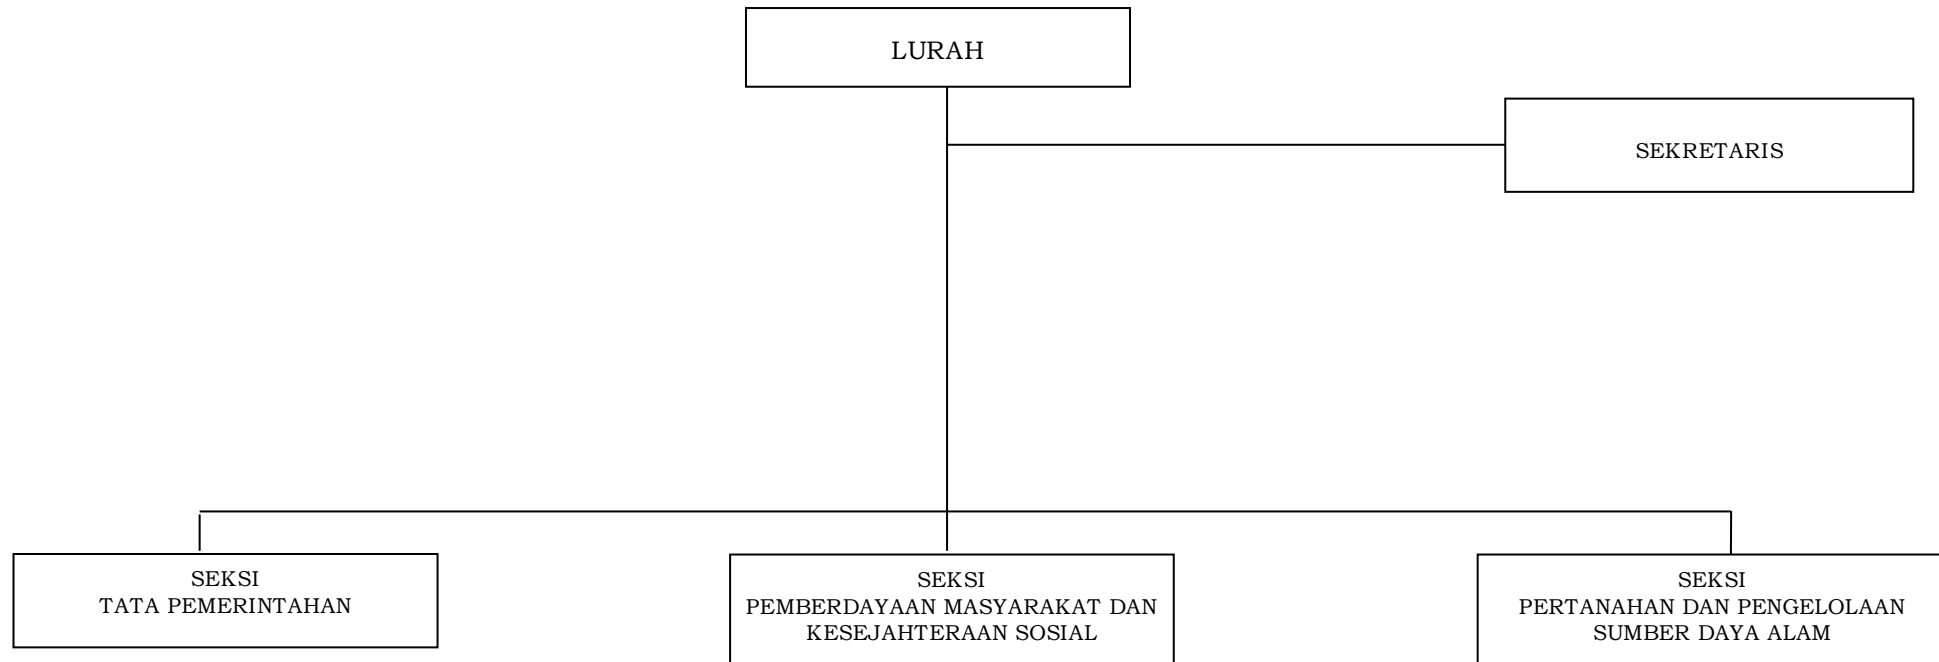 LURAH
SEKRETARIS
SEKSI
TATA PEMERINTAHAN
SEKSI
PEMBERDAYAAN MASYARAKAT DAN
KESEJAHTERAAN SOSIAL
SEKSI
PERTANAHAN DAN PENGELOLAAN
SUMBER DAYA ALAM